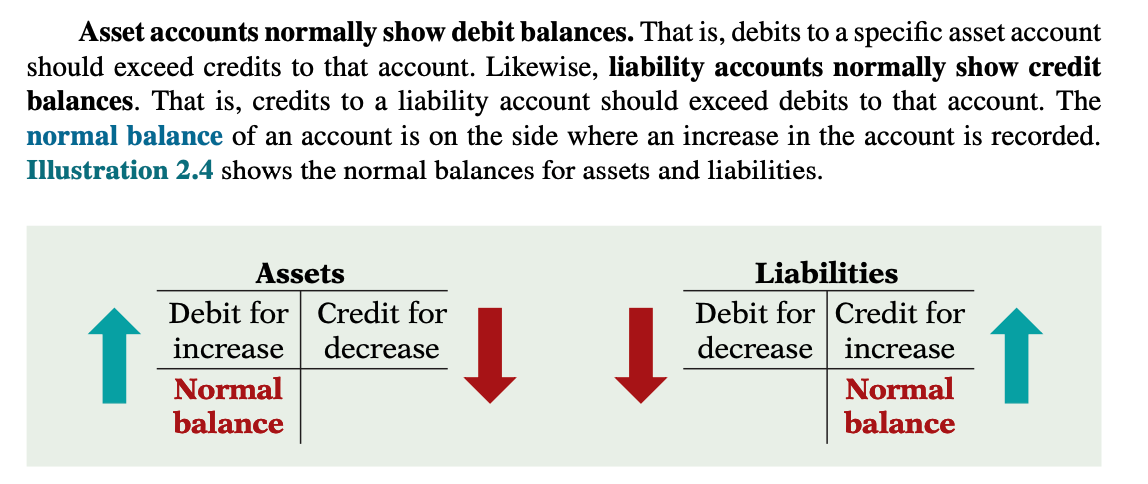 Asset accounts normally show debit balances. That is, debits to a specific asset account
should exceed credits to that account. Likewise, liability accounts normally show credit
balances. That is, credits to a liability account should exceed debits to that account. The
normal balance of an account is on the side where an increase in the account is recorded.
Illustration 2.4 shows the normal balances for assets and liabilities.
Assets
Debit for
increase
Credit for
decrease
Normal
balance
Liabilities
Debit for
decrease
Credit for
increase
Normal
balance